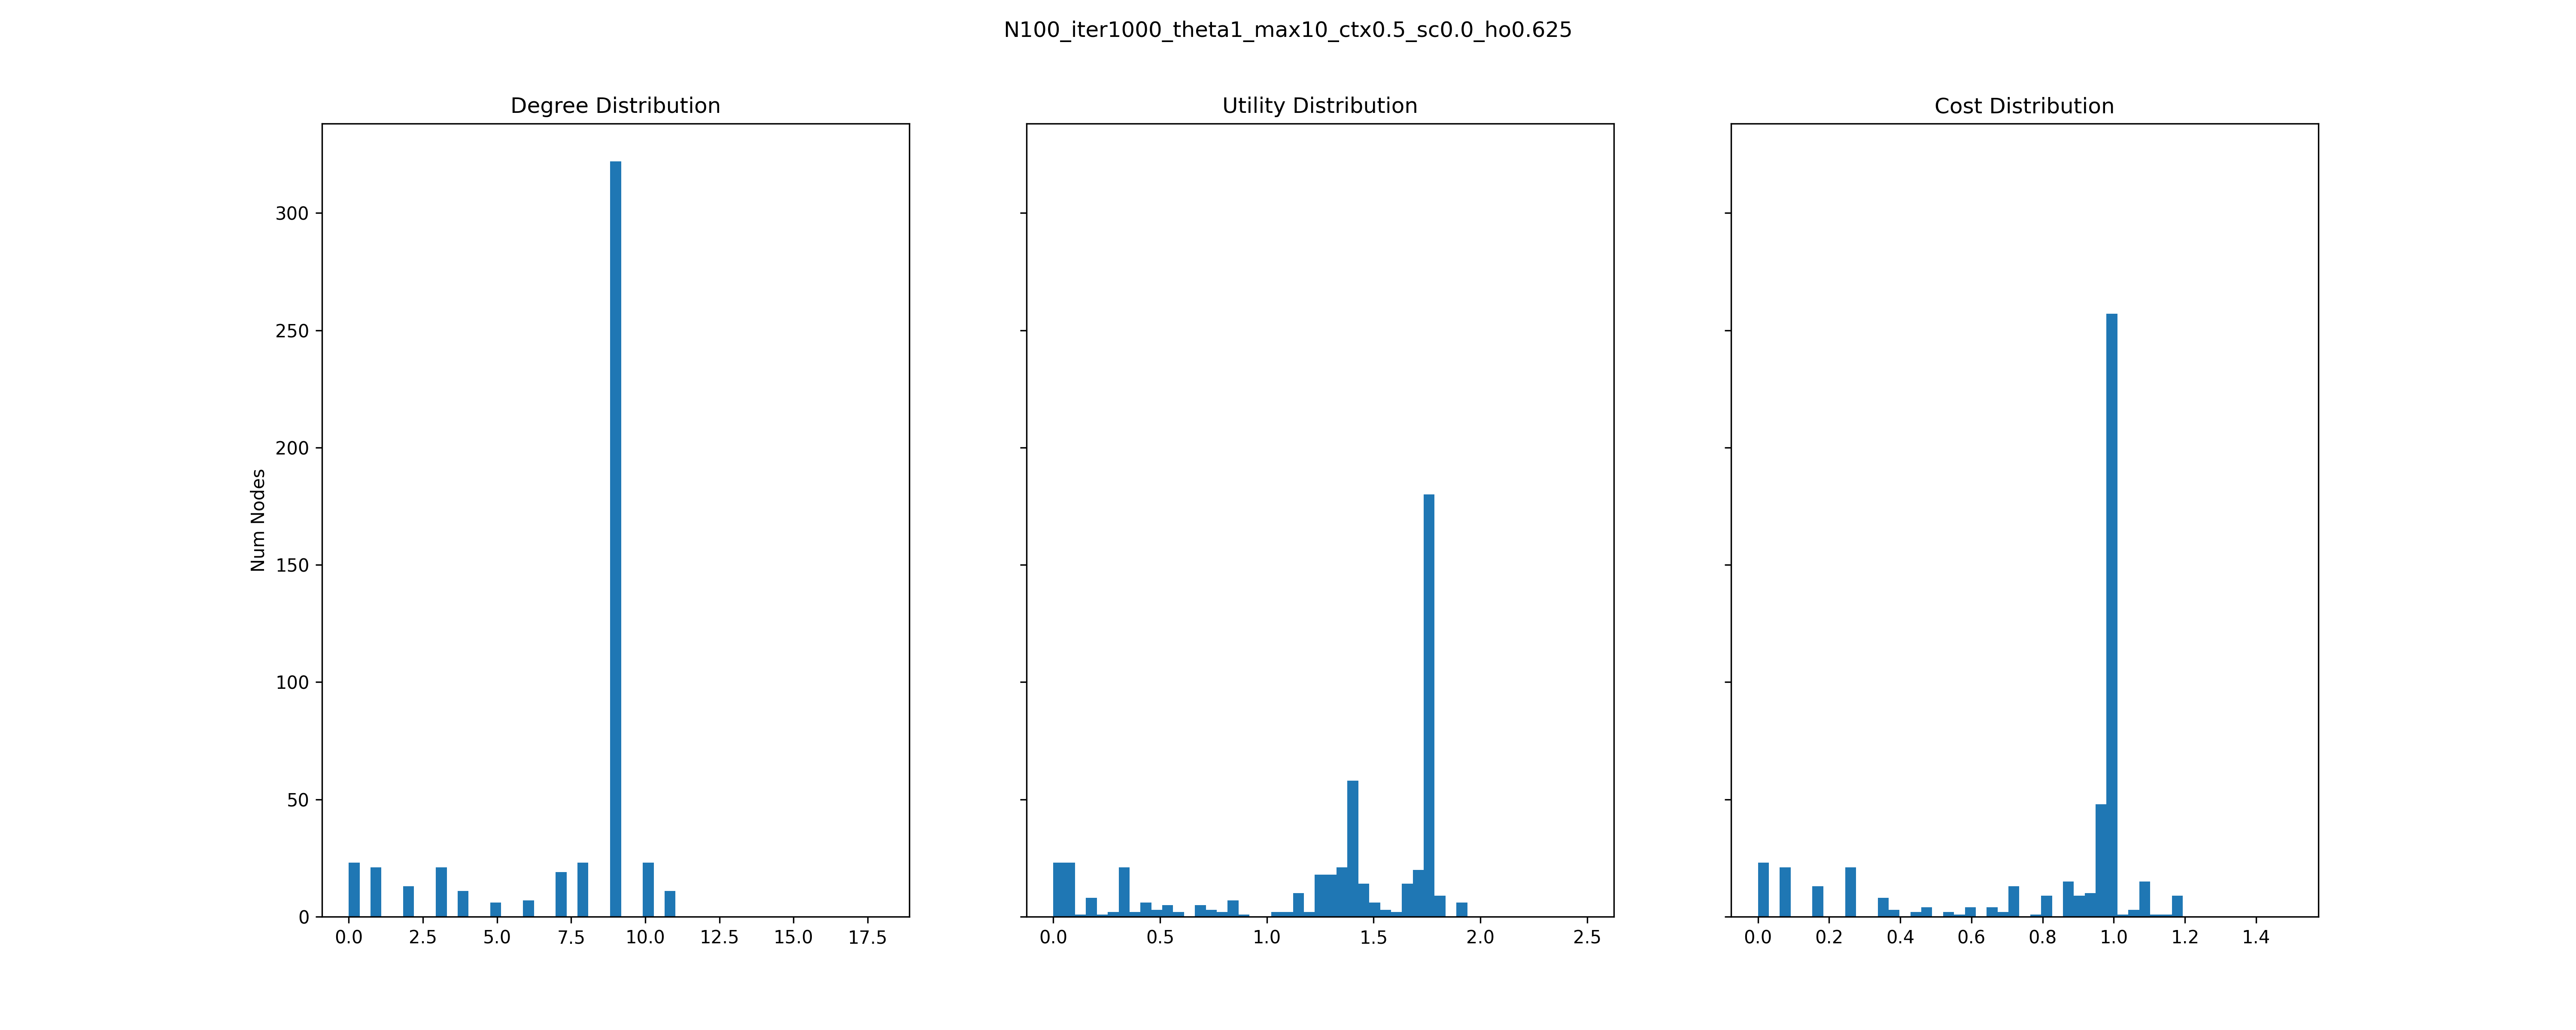 N100_iter1000_theta1_max10_ctx0.5_sc0.0_ho0.625
Degree Distribution
Num Nodes
300
250
200
150
100
50
0
0.0 2.5 5.0 7.5 10.0 12.5 15.0 17.5
Utility Distribution
0.0 0.5 1.0 1.5 2.0 2.5
Cost Distribution
0.0 0.2 0.4 0.6 0.8 1.0 1.2 1.4